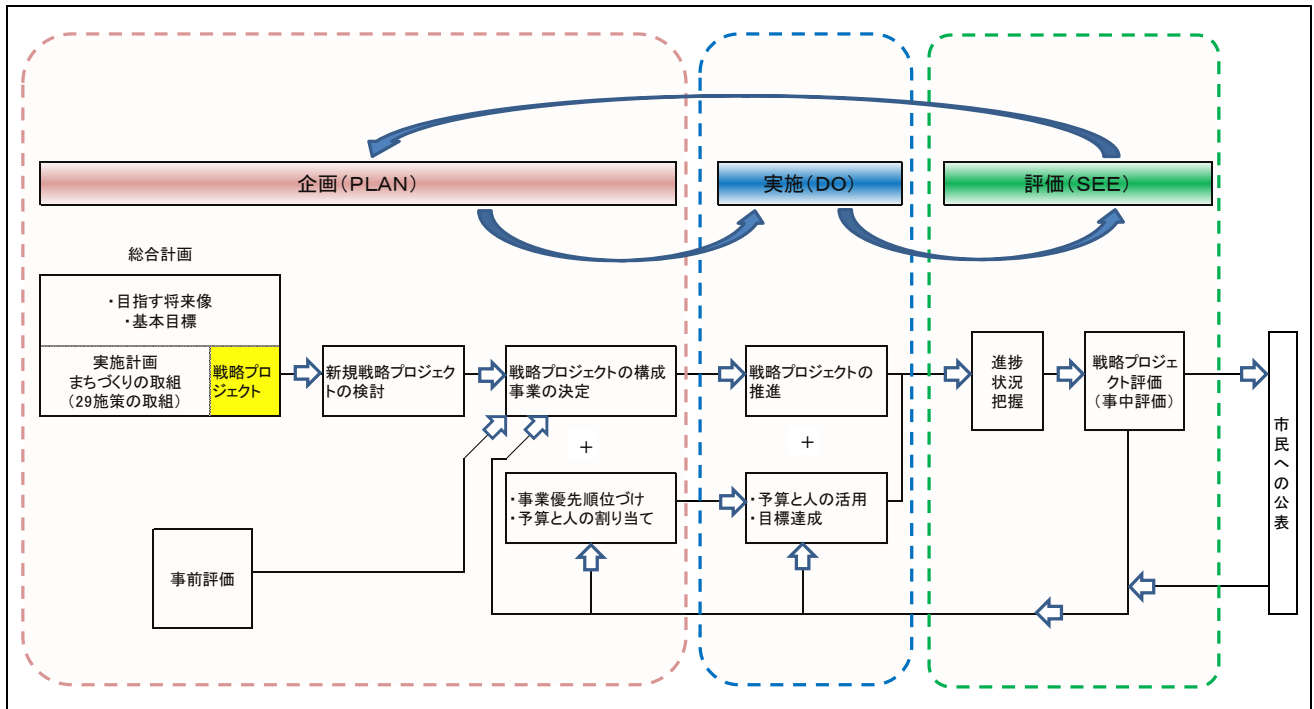 企画(PLAN)
実施(DO)
評価(SEE)
総合計画
・目指す将来像
・基本目標
実施計画
まちづくりの取組
(29施策の取組)
戦略プロ
ジェクト
新規戦略プロジェク
トの検討
戦略プロジェクトの構成
事業の決定
戦略プロジェクトの
推進
進捗
状況
把握
戦略プロジェ
クト評価
(事中評価)
市民への公表
+
+
・事業優先順位づけ
・予算と人の割り当て
・予算と人の活用
・目標達成
事前評価